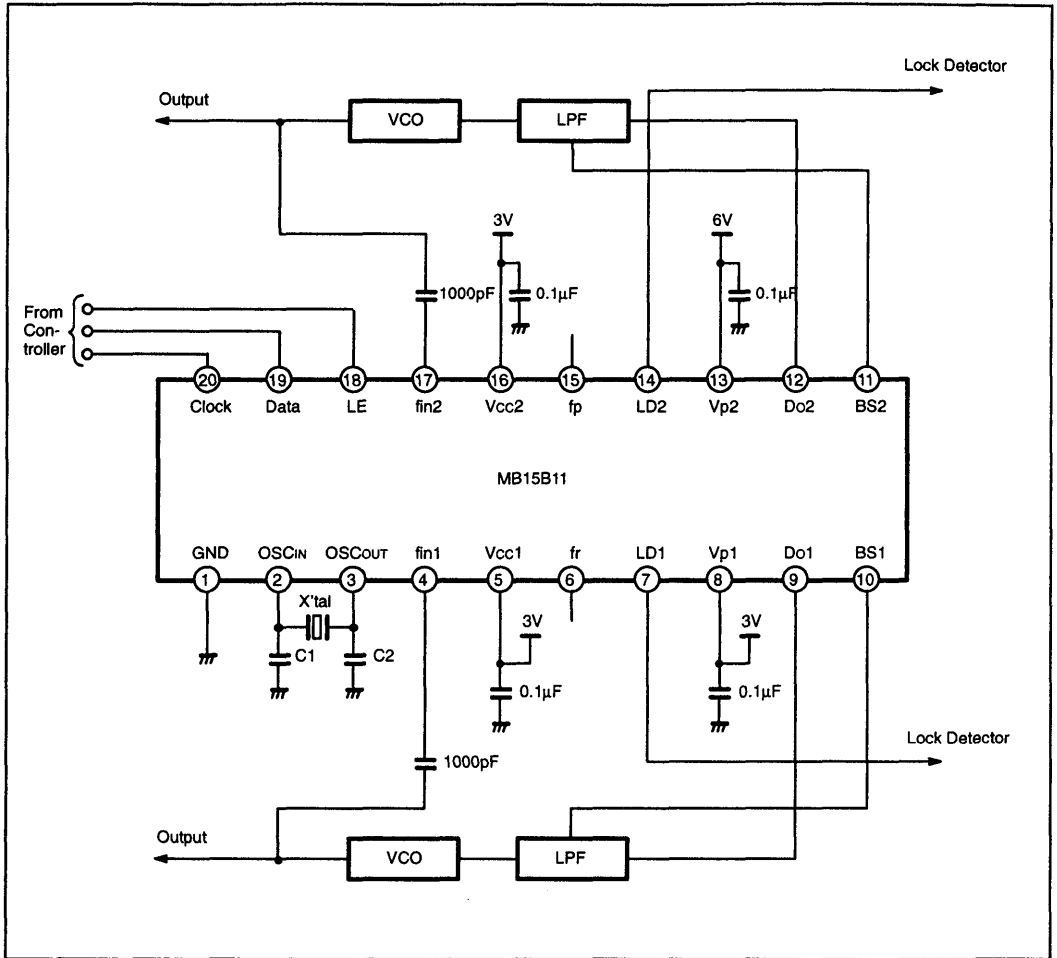 Lock Detector
Output
VCO
LPF
3V
6V
1000pF
0.1μF
0.1μF
From
Con-
troller
20
19
18
17
16
15
14
13
12
11
Clock
Data
LE
fin2
Vcc2
fp
LD2
Vp2
Do2
BS2
MB15B11
GND
OSCIN
OSCOUT
fin1
Vcc1
fr
LD1
Vp1
Do1
BS1
1
2
3
4
5
6
7
8
9
10
X'tal
C1
C2
3V
3V
0.1μF
0.1μF
Lock Detector
1000pF
Output
VCO
LPF